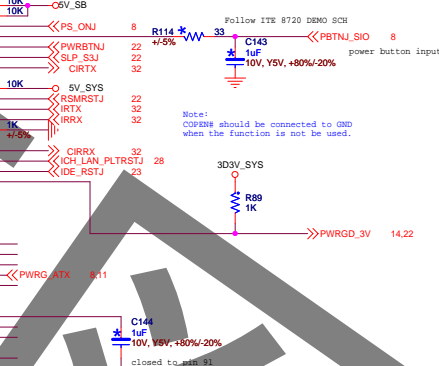 10K
5V_SB
10K
Follow ITE 8720 DEMO SCH
PS_ONJ 8
R114 33
+/-5%
C143
1uF
10V, Y5V, +80%/-20%
PBTNJ_SIO 8
power button input
PWRBTNJ 22
SLP_S3J 22
CIRTX 32
10K
5V_SYS
RSMRSTJ 22
IRTX 32
IRRX 32
1K
+/-5%
Note:
COPEN# should be connected to GND
when the function is not be used.
CIRRX 32
ICH_LAN_PLTRSTJ 28
IDE_RSTJ 23
3D3V_SYS
R89
1K
PWRGD_3V 14,22
PWRG_ATX 8,11
C144
1uF
10V, Y5V, +80%/-20%
closed to pin 91